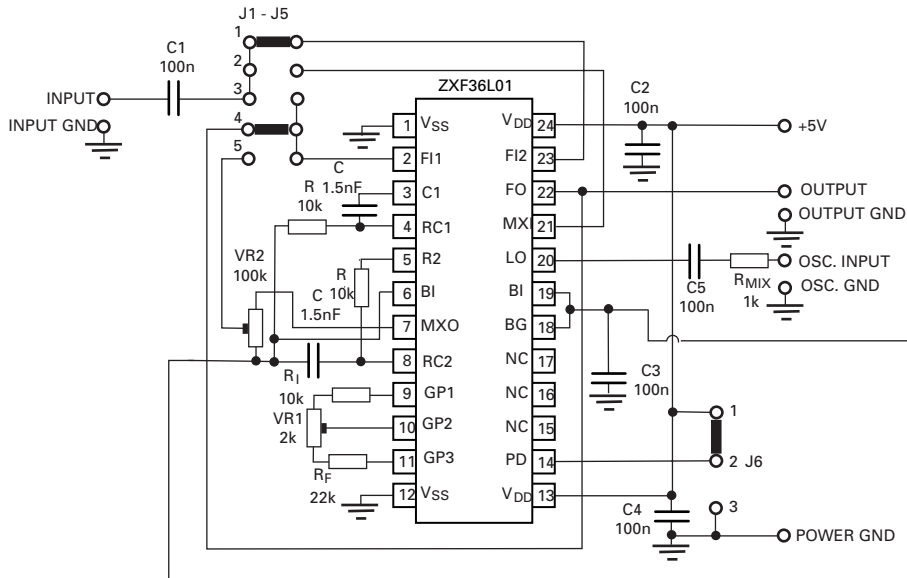 J1 - J5
1
2
3
4
5
C1
100n
INPUT
INPUT GND
ZXF36L01
1 VSS
2 FI1
3 C1
4 RC1
5 R2
6 BI
7 MXO
8 RC2
9 GP1
10 GP2
11 GP3
12 VSS
VDD 24
FI2 23
FO 22
MXI 21
LO 20
BI 19
BG 18
NC 17
NC 16
NC 15
PD 14
VDD 13
C
1.5nF
R
10k
R
10k
C
1.5nF
VR2
100k
RI
10k
VR1
2k
RF
22k
C2
100n
+5V
OUTPUT
OUTPUT GND
OSC. INPUT
OSC. GND
C5
100n
RMIX
1k
C3
100n
1
2 J6
3
C4
100n
POWER GND